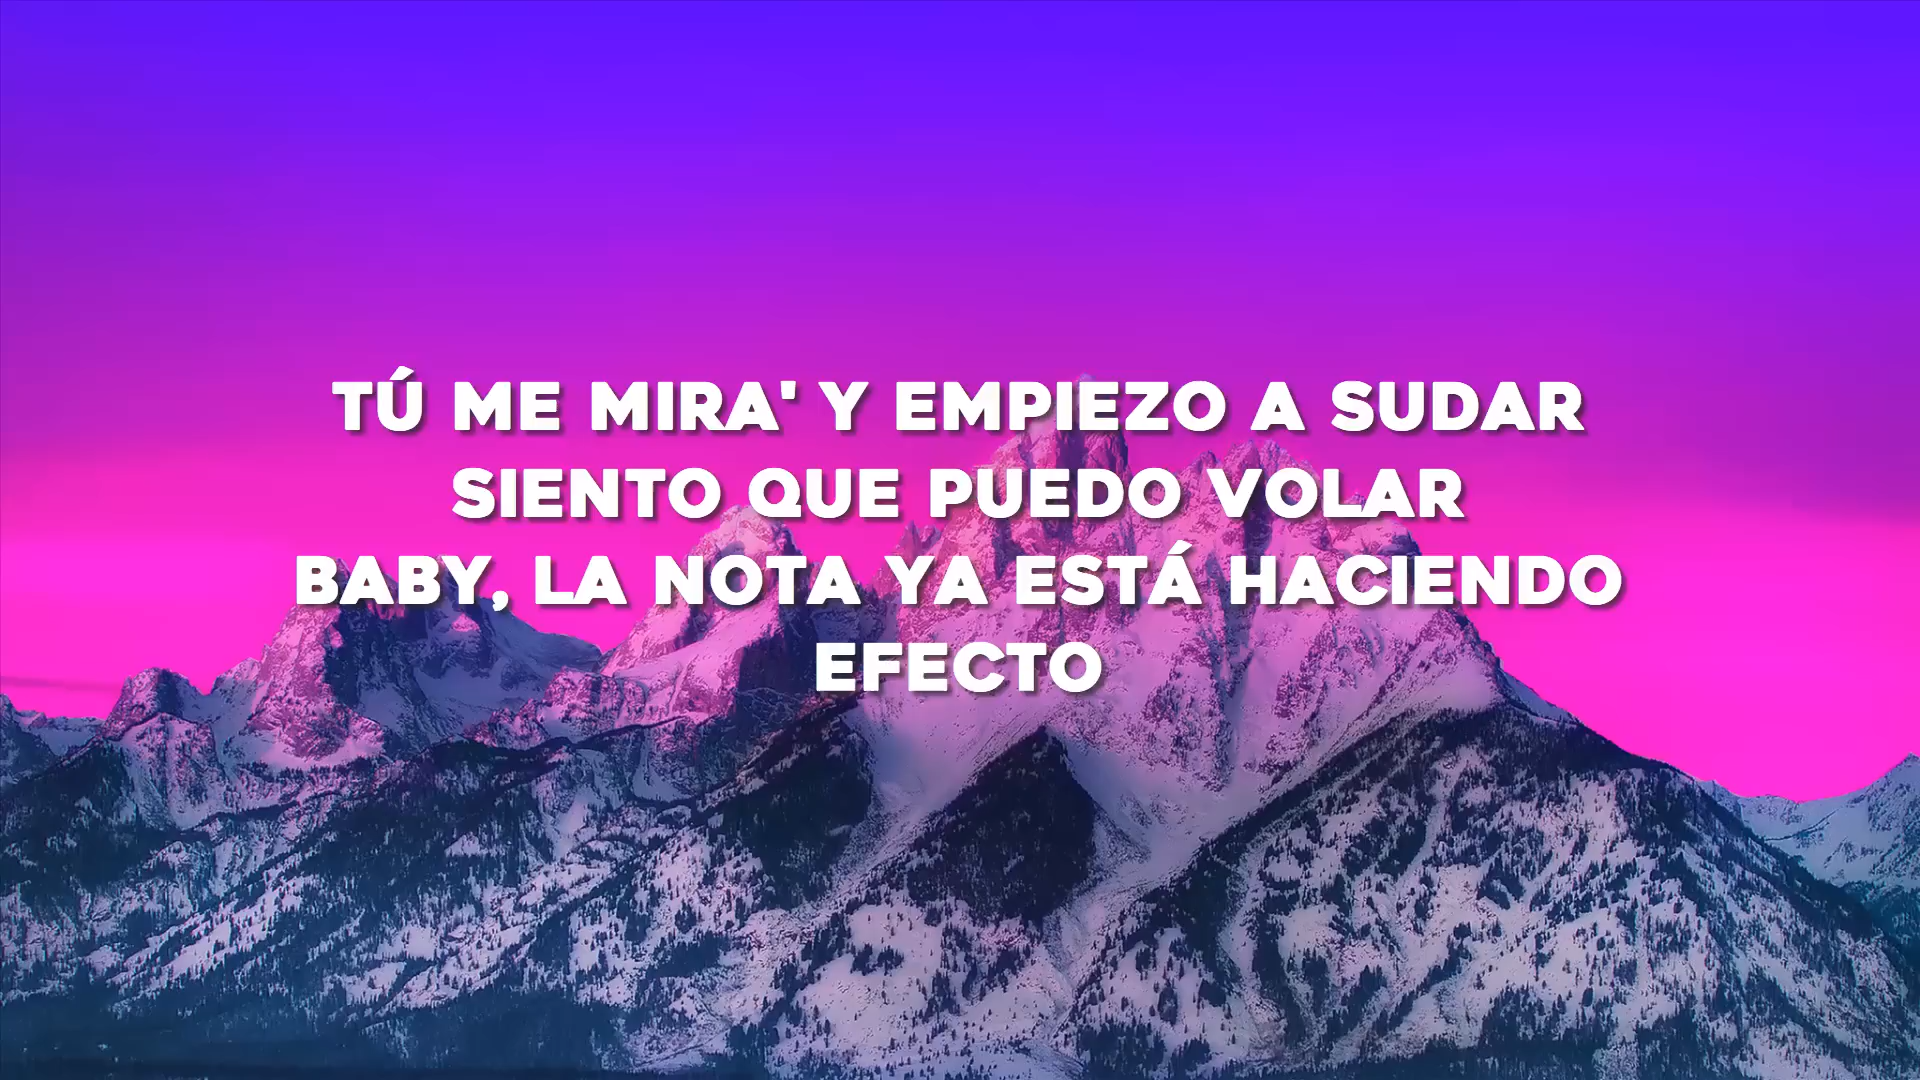 TÚ ME MIRA' Y EMPIEZO A SUDAR
SIENTO QUE PUEDO VOLAR
BABY, LA NOTA YA ESTÁ HACIENDO
EFECTO